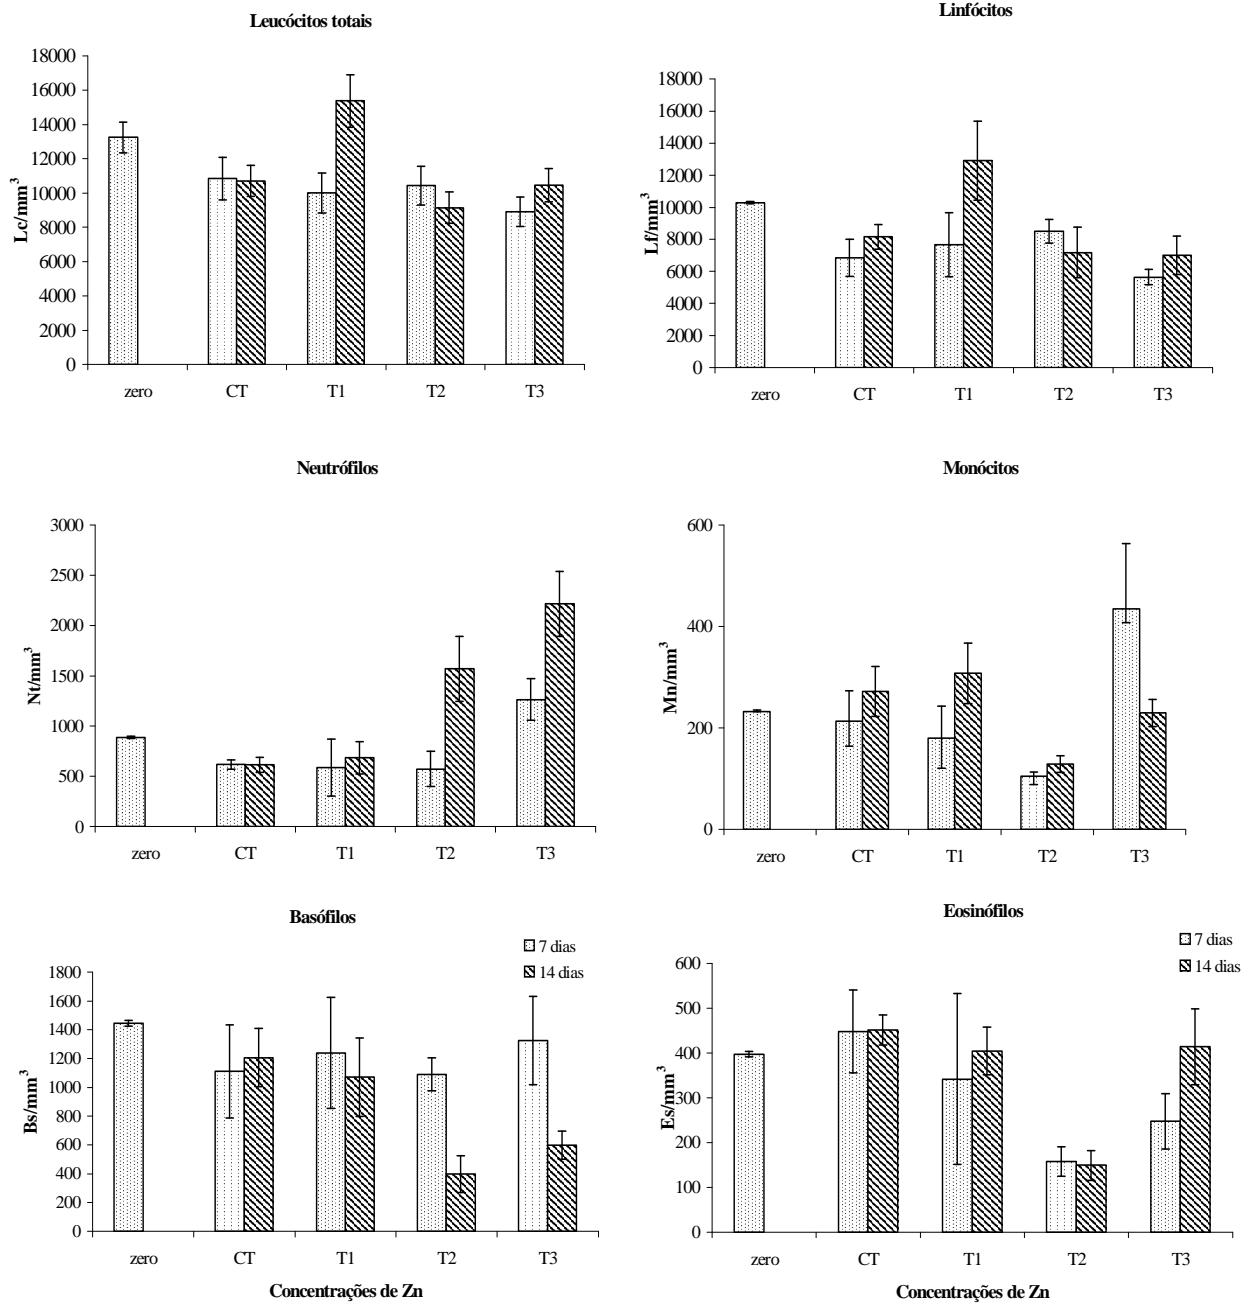 Leucócitos totais
18000
16000
14000
12000
10000
8000
6000
4000
2000
0
Lc/mm³
zero CT T1 T2 T3
Linfócitos
18000
16000
14000
12000
10000
8000
6000
4000
2000
0
Lf/mm³
zero CT T1 T2 T3
Neutrófilos
3000
2500
2000
1500
1000
500
0
Nt/mm³
zero CT T1 T2 T3
Monócitos
600
400
200
0
Mn/mm³
zero CT T1 T2 T3
Basófilos
7 dias
14 dias
1800
1600
1400
1200
1000
800
600
400
200
0
Bs/mm³
zero CT T1 T2 T3
Concentrações de Zn
Eosinófilos
7 dias
14 dias
600
500
400
300
200
100
0
Es/mm³
zero CT T1 T2 T3
Concentrações de Zn